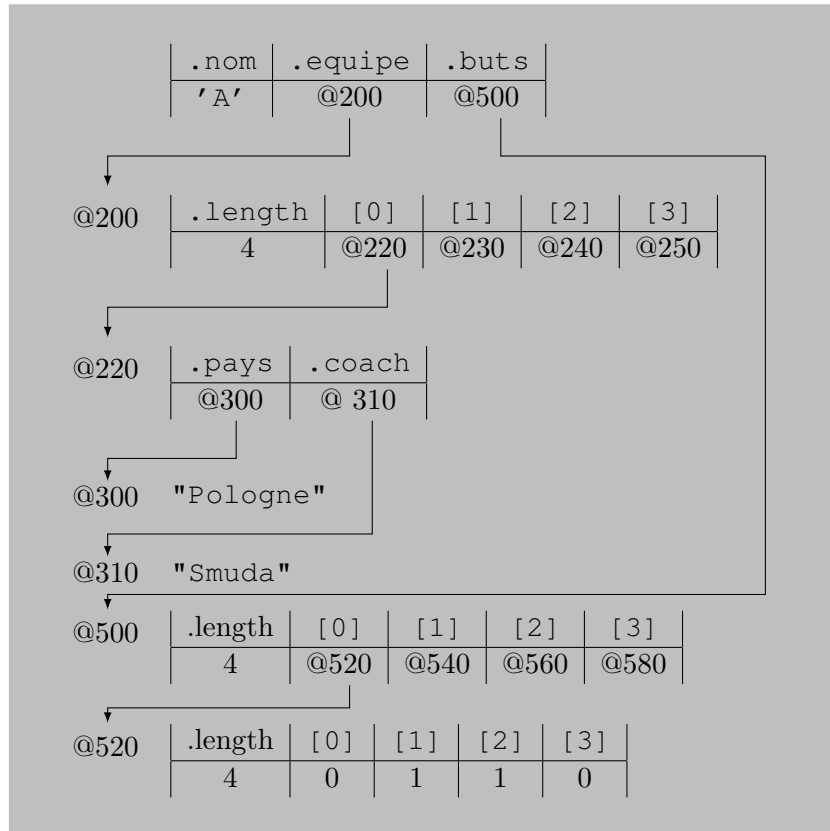 .nom .equipe .buts
'A' @200 @500
@200 .length [0] [1] [2] [3]
4 @220 @230 @240 @250
@220 .pays .coach
@300 @ 310
@300 "Pologne"
@310 "Smuda"
@500 .length [0] [1] [2] [3]
4 @520 @540 @560 @580
@520 .length [0] [1] [2] [3]
4 0 1 1 0